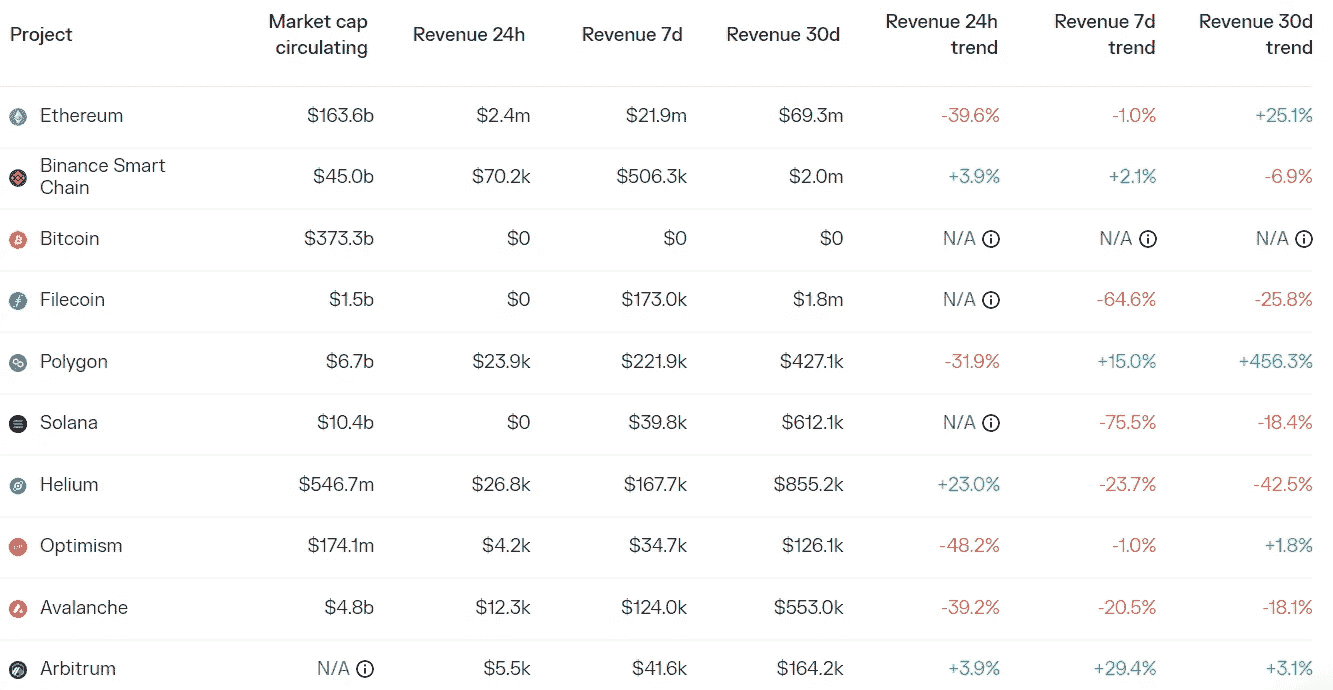 Project Market cap circulating Revenue 24h Revenue 7d Revenue 30d Revenue 24h trend Revenue 7d trend Revenue 30d trend
Ethereum $163.6b $2.4m $21.9m $69.3m -39.6% -1.0% +25.1%
Binance Smart Chain $45.0b $70.2k $506.3k $2.0m +3.9% +2.1% -6.9%
Bitcoin $373.3b $0 $0 $0 N/A N/A N/A
Filecoin $1.5b $0 $173.0k $1.8m N/A -64.6% -25.8%
Polygon $6.7b $23.9k $221.9k $427.1k -31.9% +15.0% +456.3%
Solana $10.4b $0 $39.8k $612.1k N/A -75.5% -18.4%
Helium $546.7m $26.8k $167.7k $855.2k +23.0% -23.7% -42.5%
Optimism $174.1m $4.2k $34.7k $126.1k -48.2% -1.0% +1.8%
Avalanche $4.8b $12.3k $124.0k $553.0k -39.2% -20.5% -18.1%
Arbitrum N/A $5.5k $41.6k $164.2k +3.9% +29.4% +3.1%